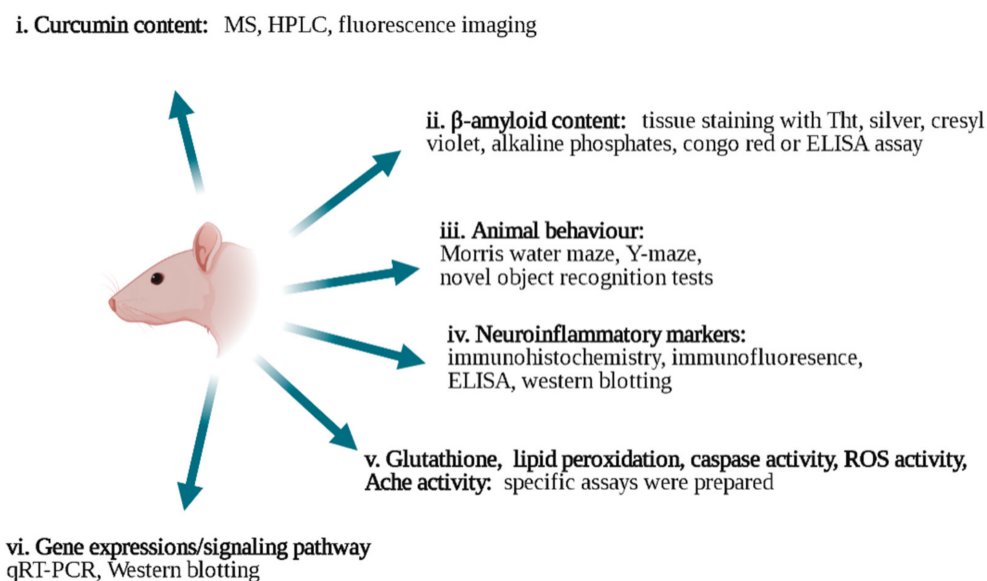 i. Curcumin content: MS, HPLC, fluorescence imaging
ii. β-amyloid content: tissue staining with Tht, silver, cresyl
violet, alkaline phosphates, congo red or ELISA assay
iii. Animal behaviour:
Morris water maze, Y-maze,
novel object recognition tests
iv. Neuroinflammatory markers:
immunohistochemistry, immunofluoresence,
ELISA, western blotting
v. Glutathione, lipid peroxidation, caspase activity, ROS activity,
Ache activity: specific assays were prepared
vi. Gene expressions/signaling pathway
qRT-PCR, Western blotting